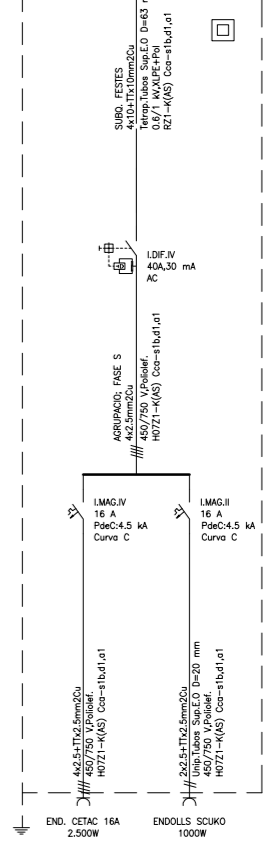 SUBQ. FESTES
4x10+TTx10mm2Cu
Tetrap.Tubos Sup.E.O D=63 m
0.6/1 kV,XLPE+Pol
RZ1-K(AS) Cca-s1b,d1,a1
I.DIF.IV
40A,30 mA
AC
AGRUPACIO; FASE S
4x2.5mm2Cu
450/750 V,Poliolef.
H07Z1-K(AS) Cca-s1b,d1,a1
I.MAG.IV
16 A
PdeC:4.5 kA
Curva C
I.MAG.II
16 A
PdeC:4.5 kA
Curva C
4x2.5+TTx2.5mm2Cu
450/750 V,Poliolef.
H07Z1-K(AS) Cca-s1b,d1,a1
2x2.5+TTx2.5mm2Cu
Unip.Tubos Sup.E.O D=20 mm
450/750 V,Poliolef.
H07Z1-K(AS) Cca-s1b,d1,a1
END. CETAC 16A
2.500W
ENDOLLS SCUKO
1000W